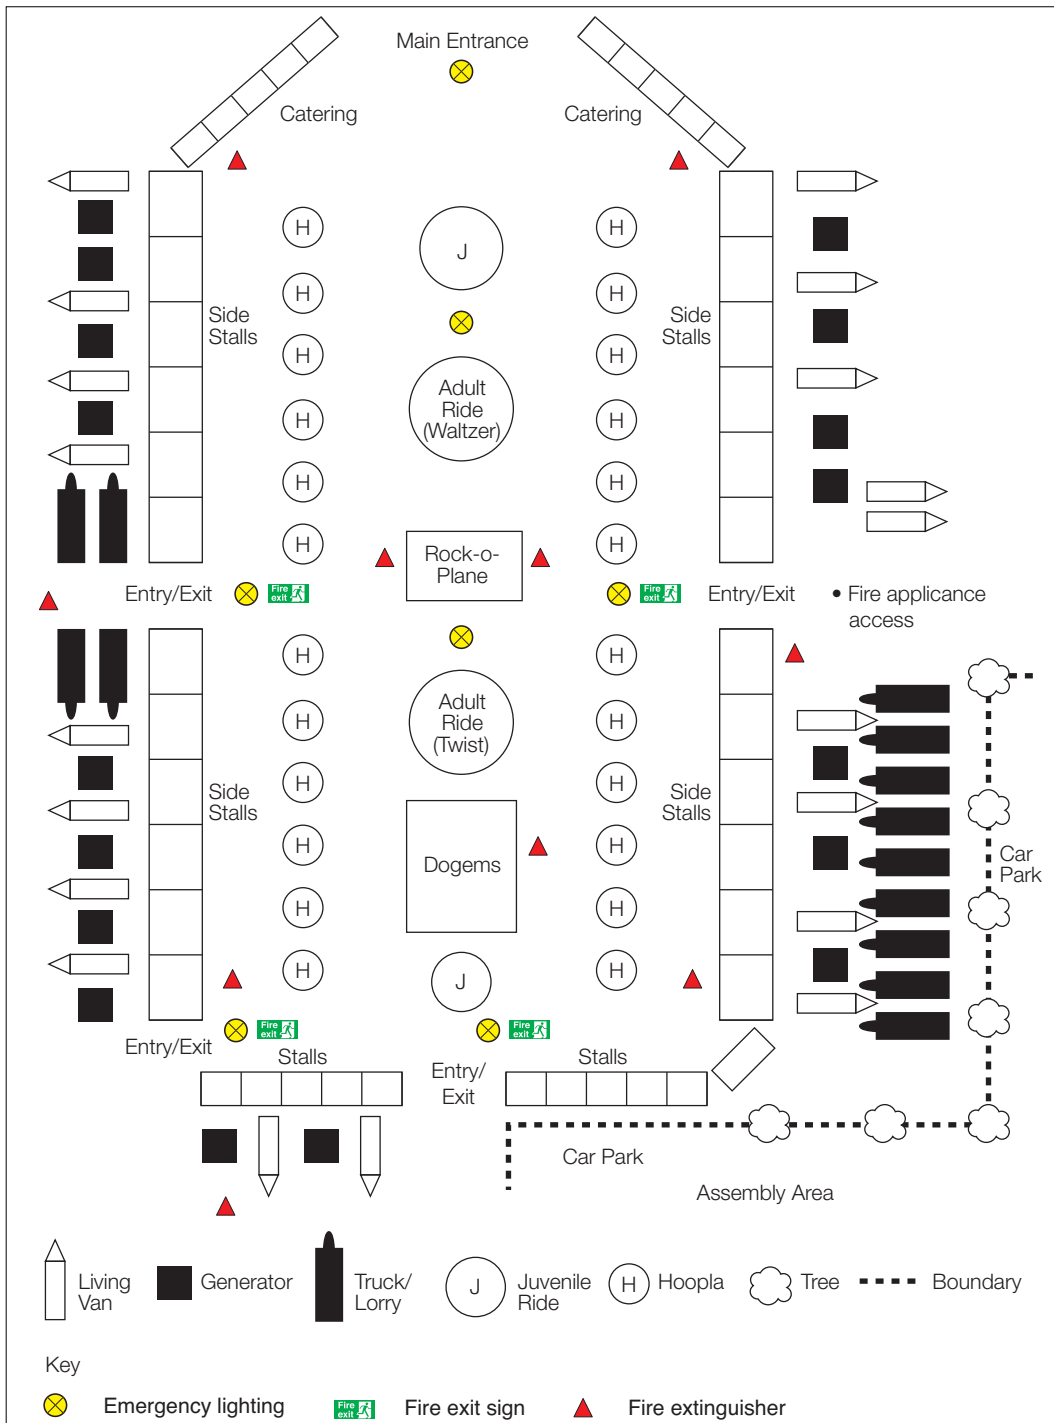 Main Entrance
Catering
Catering
H
H
H
H
H
H
J
H
H
H
H
H
H
Side
Stalls
Adult
Ride
(Waltzer)
Side
Stalls
Rock-o-
Plane
Entry/Exit
Fire
exit
Fire
exit
Entry/Exit
• Fire applicance
access
H
H
H
H
H
H
Adult
Ride
(Twist)
H
H
H
H
H
H
Side
Stalls
Side
Stalls
Dogems
Car
Park
J
Entry/Exit
Fire
exit
Fire
exit
Stalls
Entry/
Exit
Stalls
Car Park
Assembly Area
Living
Van
Generator
Truck/
Lorry
J
Juvenile
Ride
H
Hoopla
Tree
Boundary
Key
Emergency lighting
Fire
exit
Fire exit sign
Fire extinguisher